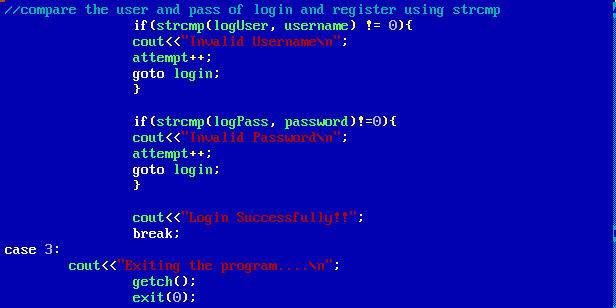 //compare the user and pass of login and register using strcmp
if(strcmp(logUser, username) != 0){
cout<<"Invalid Username\n";
attempt++;
goto login;
}
if(strcmp(logPass, password)!=0){
cout<<"Invalid Password\n";
attempt++;
goto login;
}
cout<<"Login Successfully!!";
break;
case 3:
cout<<"Exiting the program....\n";
getch();
exit(0);